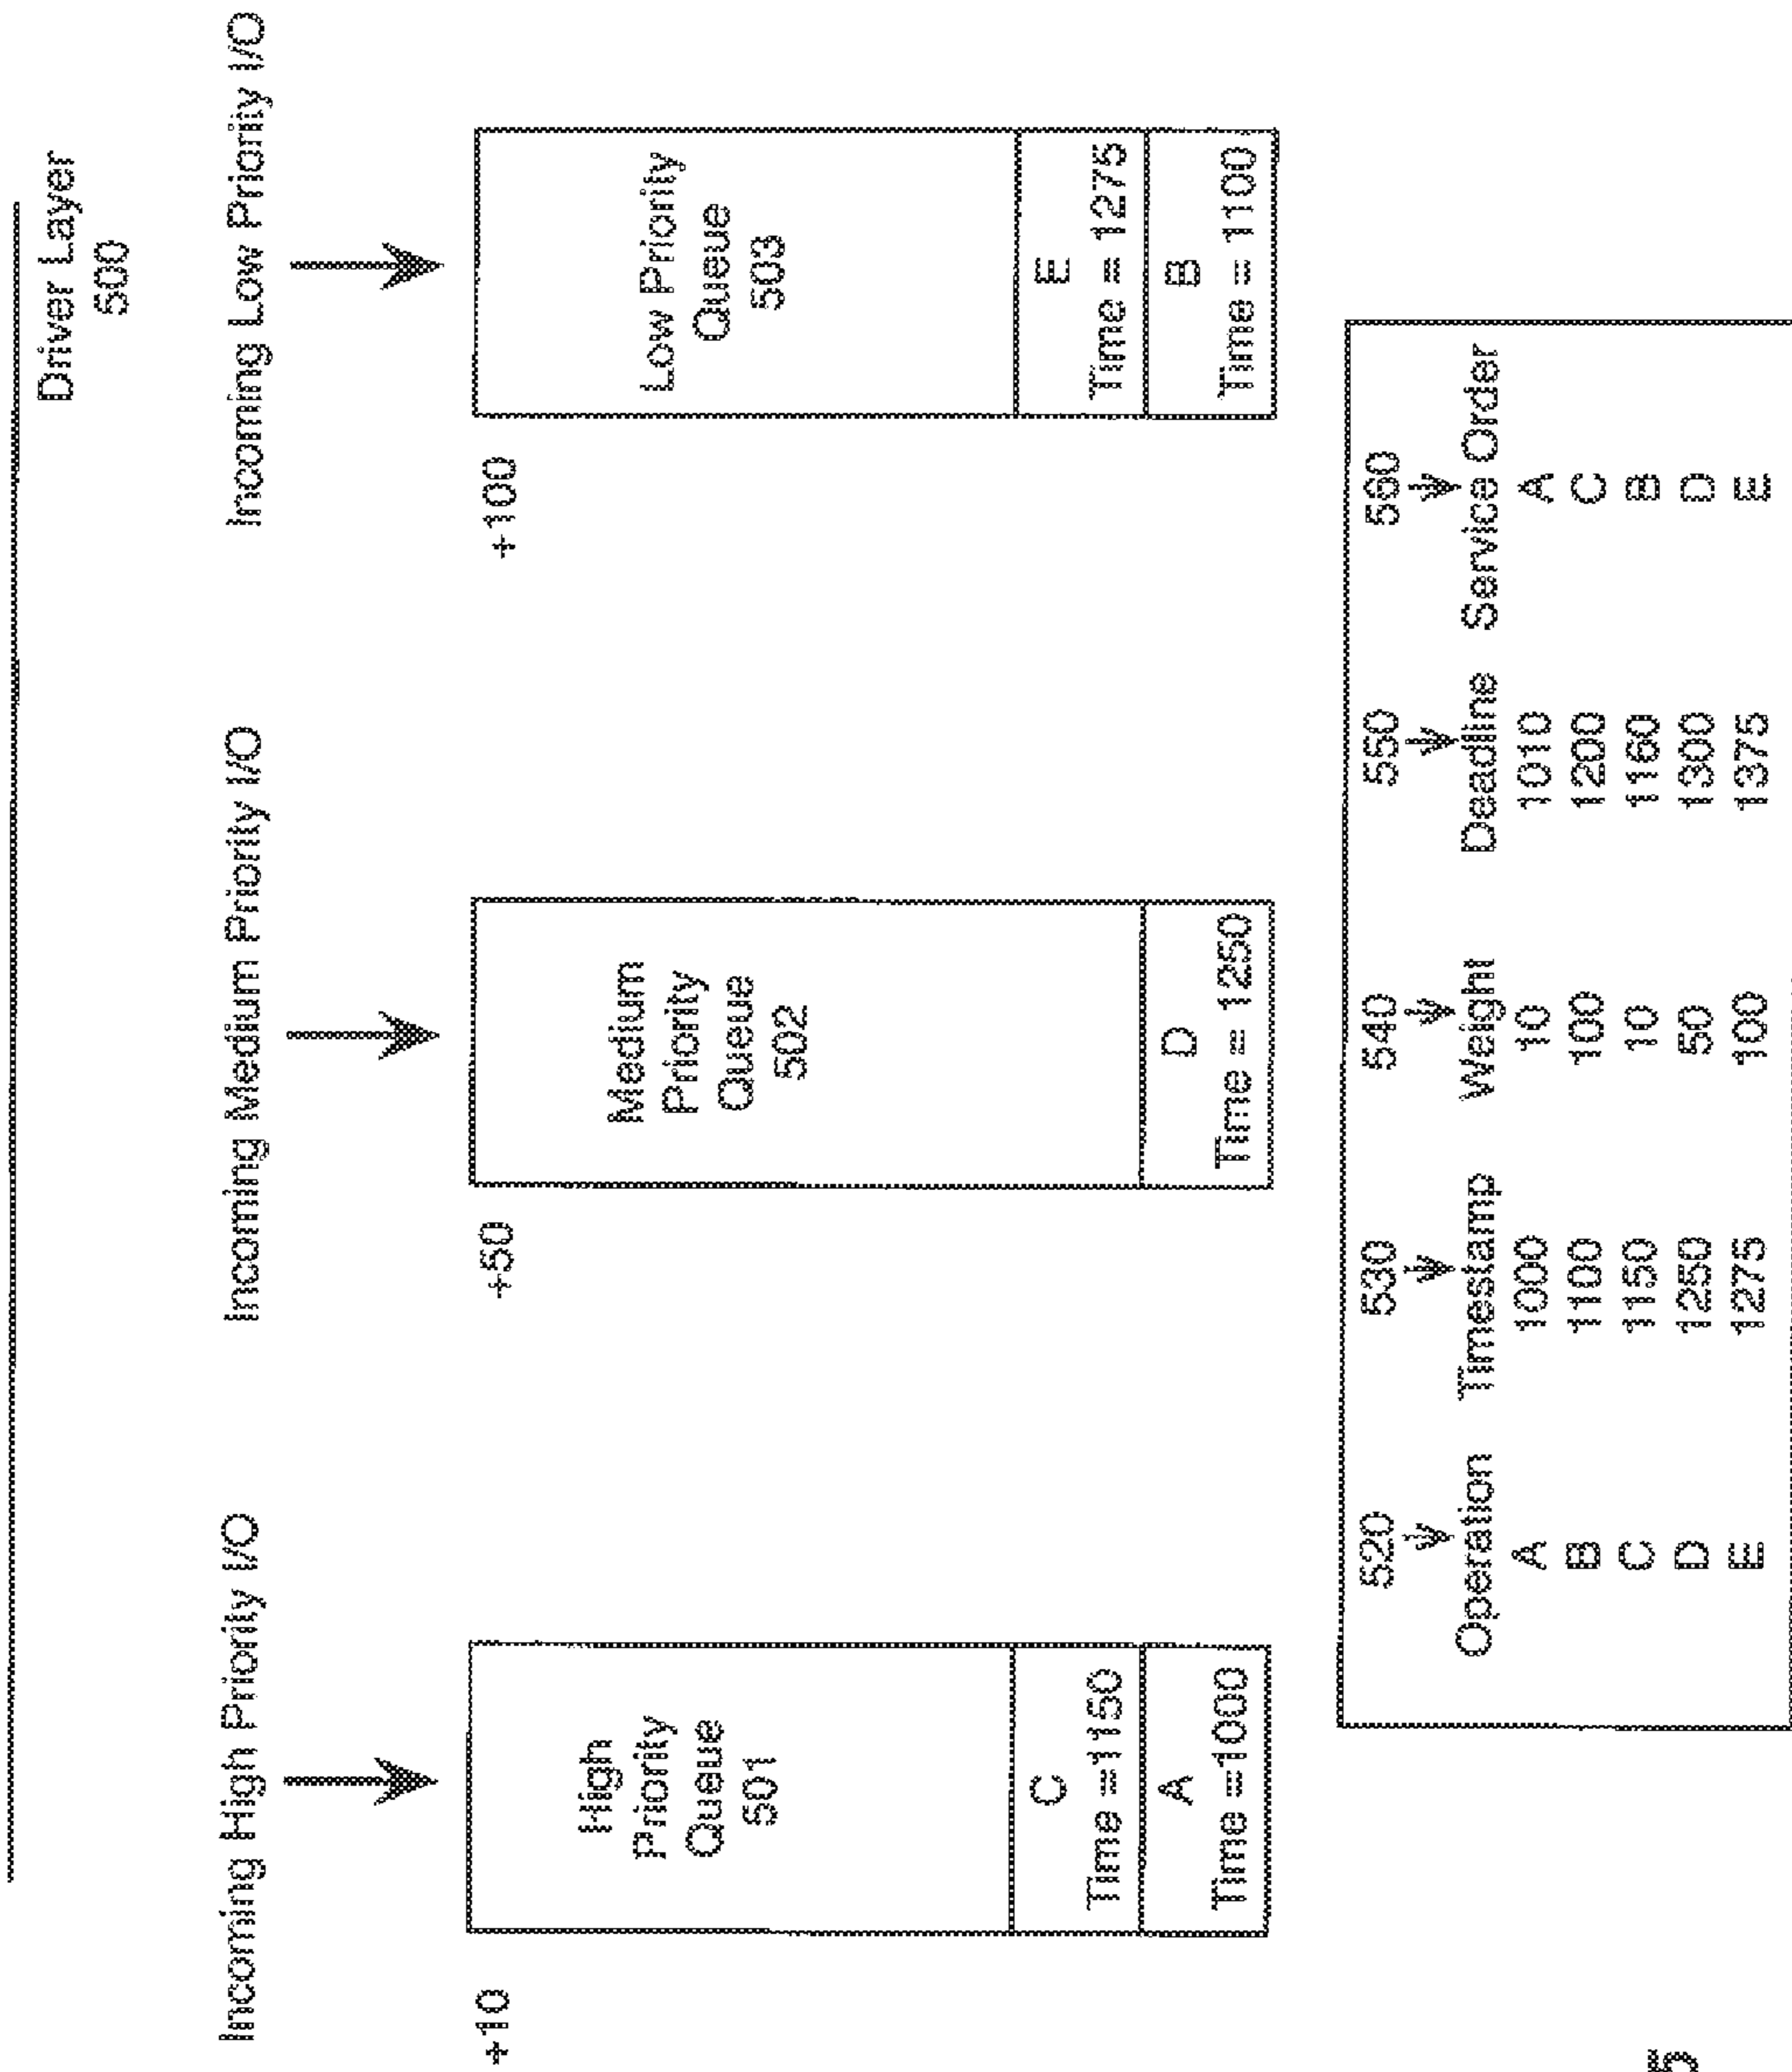 Driver Layer
500
Incoming High Priority I/O
Incoming Medium Priority I/O
Incoming Low Priority I/O
+10
High
Priority
Queue
501
C
Time =1150
A
Time =1000
+50
Medium
Priority
Queue
502
D
Time = 1250
+100
Low Priority
Queue
503
E
Time = 1275
B
Time = 1100
520 530 540 550 560
Operation Timestamp Weight Deadline Service Order
A 1000 10 1010 A
B 1100 100 1200 C
C 1150 10 1160 B
D 1250 50 1300 D
E 1275 100 1375 E